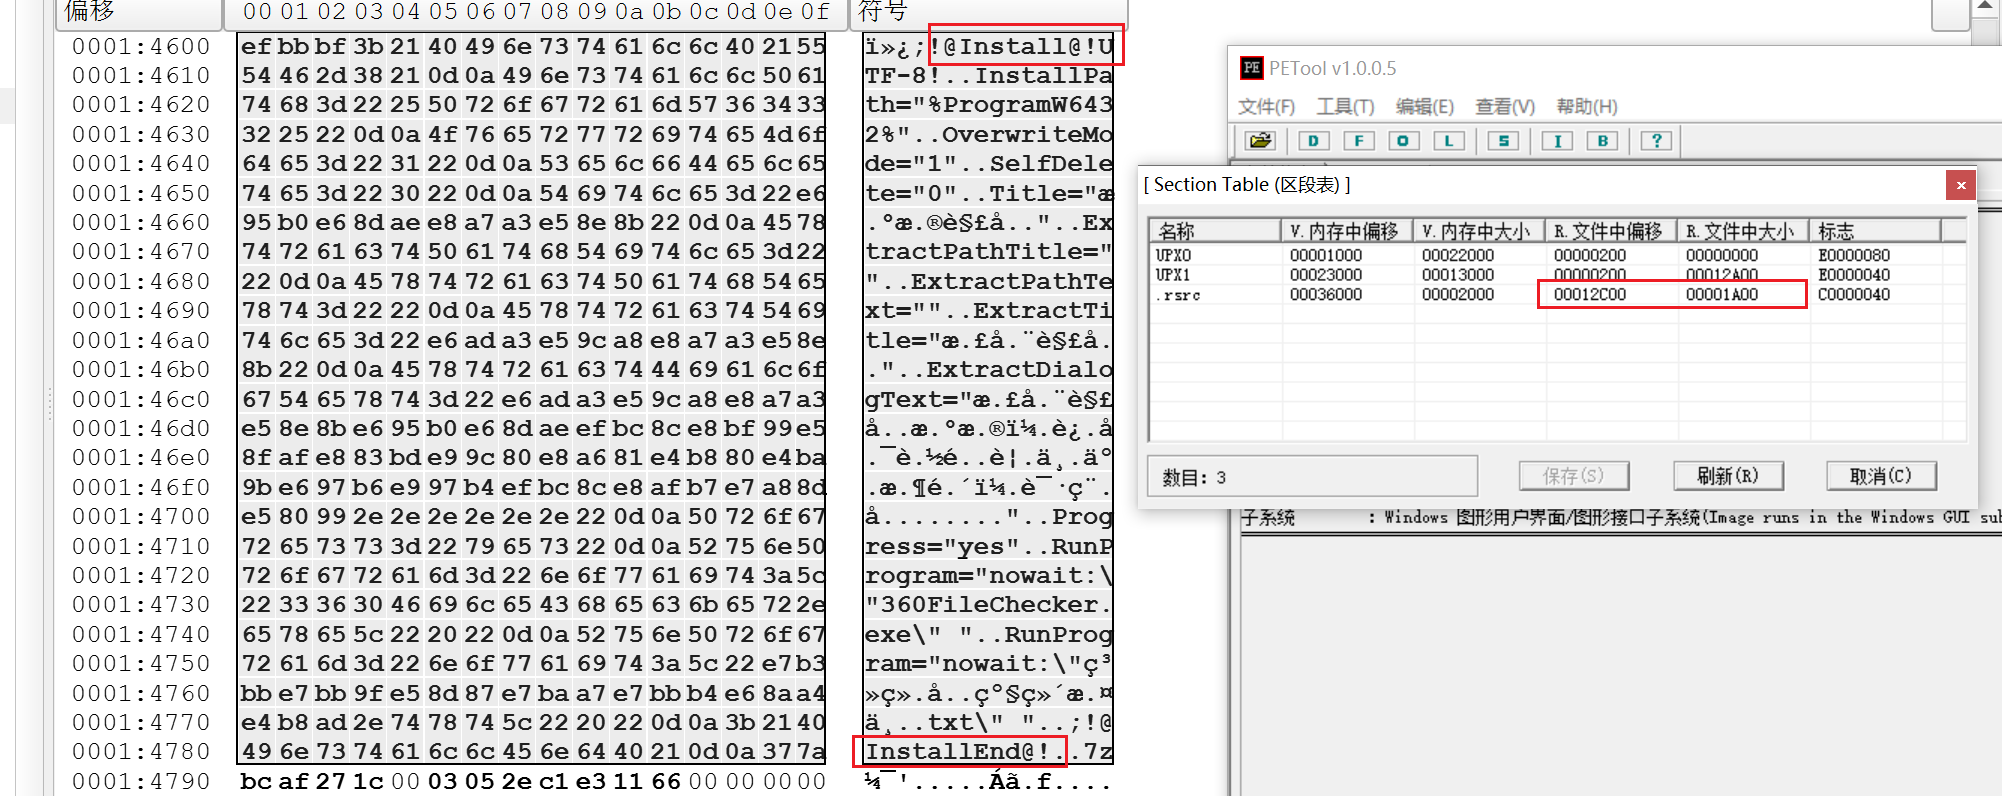 偏移 00 01 02 03 04 05 06 07 08 09 0a 0b 0c 0d 0e 0f 符号
0001:4600 ef bb bf 3b 21 40 49 6e 73 74 61 6c 6c 40 21 55 ï»¿;!@Install@!U
0001:4610 54 46 2d 38 21 0d 0a 49 6e 73 74 61 6c 6c 50 61 TF-8!..InstallPa
0001:4620 74 68 3d 22 25 50 72 6f 67 72 61 6d 57 36 34 33 th="%ProgramW643
0001:4630 32 25 22 0d 0a 4f 76 65 72 77 72 69 74 65 4d 6f 2%"..OverwriteMo
0001:4640 64 65 3d 22 31 22 0d 0a 53 65 6c 66 44 65 6c 65 de="1"..SelfDele
0001:4650 74 65 3d 22 30 22 0d 0a 54 69 74 6c 65 3d 22 e6 te="0"..Title="æ
0001:4660 95 b0 e6 8d ae e8 a7 a3 e5 8e 8b 22 0d 0a 45 78 .°æ.®è§£å.."..Ex
0001:4670 74 72 61 63 74 50 61 74 68 54 69 74 6c 65 3d 22 tractPathTitle="
0001:4680 22 0d 0a 45 78 74 72 61 63 74 50 61 74 68 54 65 "..ExtractPathTe
0001:4690 78 74 3d 22 22 0d 0a 45 78 74 72 61 63 74 54 69 xt=""..ExtractTi
0001:46a0 74 6c 65 3d 22 e6 ad a3 e5 9c a8 e8 a7 a3 e5 8e tle="æ.£å.¨è§£å.
0001:46b0 8b 22 0d 0a 45 78 74 72 61 63 74 44 69 61 6c 6f ."..ExtractDialo
0001:46c0 67 54 65 78 74 3d 22 e6 ad a3 e5 9c a8 e8 a7 a3 gText="æ.£å.¨è§£
0001:46d0 e5 8e 8b e6 95 b0 e6 8d ae ef bc 8c e8 bf 99 e5 å..æ.°æ.®ï¼.è¿.å
0001:46e0 8f af e8 83 bd e9 9c 80 e8 a6 81 e4 b8 80 e4 ba .¯è.½é..è¦.ä¸.äº
0001:46f0 9b e6 97 b6 e9 97 b4 ef bc 8c e8 af b7 e7 a8 8d .æ.¶é.´ï¼.è¯·ç¨.
0001:4700 e5 80 99 2e 2e 2e 2e 2e 2e 22 0d 0a 50 72 6f 67 å........"..Prog
0001:4710 72 65 73 73 3d 22 79 65 73 22 0d 0a 52 75 6e 50 ress="yes"..RunP
0001:4720 72 6f 67 72 61 6d 3d 22 6e 6f 77 61 69 74 3a 5c rogram="nowait:\
0001:4730 22 33 36 30 46 69 6c 65 43 68 65 63 6b 65 72 2e "360FileChecker.
0001:4740 65 78 65 5c 22 20 22 0d 0a 52 75 6e 50 72 6f 67 exe\" "..RunProg
0001:4750 72 61 6d 3d 22 6e 6f 77 61 69 74 3a 5c 22 e7 b3 ram="nowait:\"ç³
0001:4760 bb e7 bb 9f e5 8d 87 e7 ba a7 e7 bb b4 e6 8a a4 »ç».å..çº§ç»´æ.¤
0001:4770 e4 b8 ad 2e 74 78 74 5c 22 20 22 0d 0a 3b 21 40 ä¸..txt\" "..;!@
0001:4780 49 6e 73 74 61 6c 6c 45 6e 64 40 21 0d 0a 37 7a InstallEnd@!..7z
0001:4790 bc af 27 1c 00 03 05 2e c1 e3 11 66 00 00 00 00 ¼¯'.....Áã.f....
PE PETool v1.0.0.5
文件(F) 工具(T) 编辑(E) 查看(V) 帮助(H)
D F O L S I B ?
[ Section Table (区段表) ] ×
名称 V.内存中偏移 V.内存中大小 R.文件中偏移 R.文件中大小 标志
UPX0 00001000 00022000 00000200 00000000 E0000080
UPX1 00023000 00013000 00000200 00012A00 E0000040
.rsrc 00036000 00002000 00012C00 00001A00 C0000040
数目: 3 保存(S) 刷新(R) 取消(C)
子系统 : Windows 图形用户界面/图形接口子系统(Image runs in the Windows GUI sub